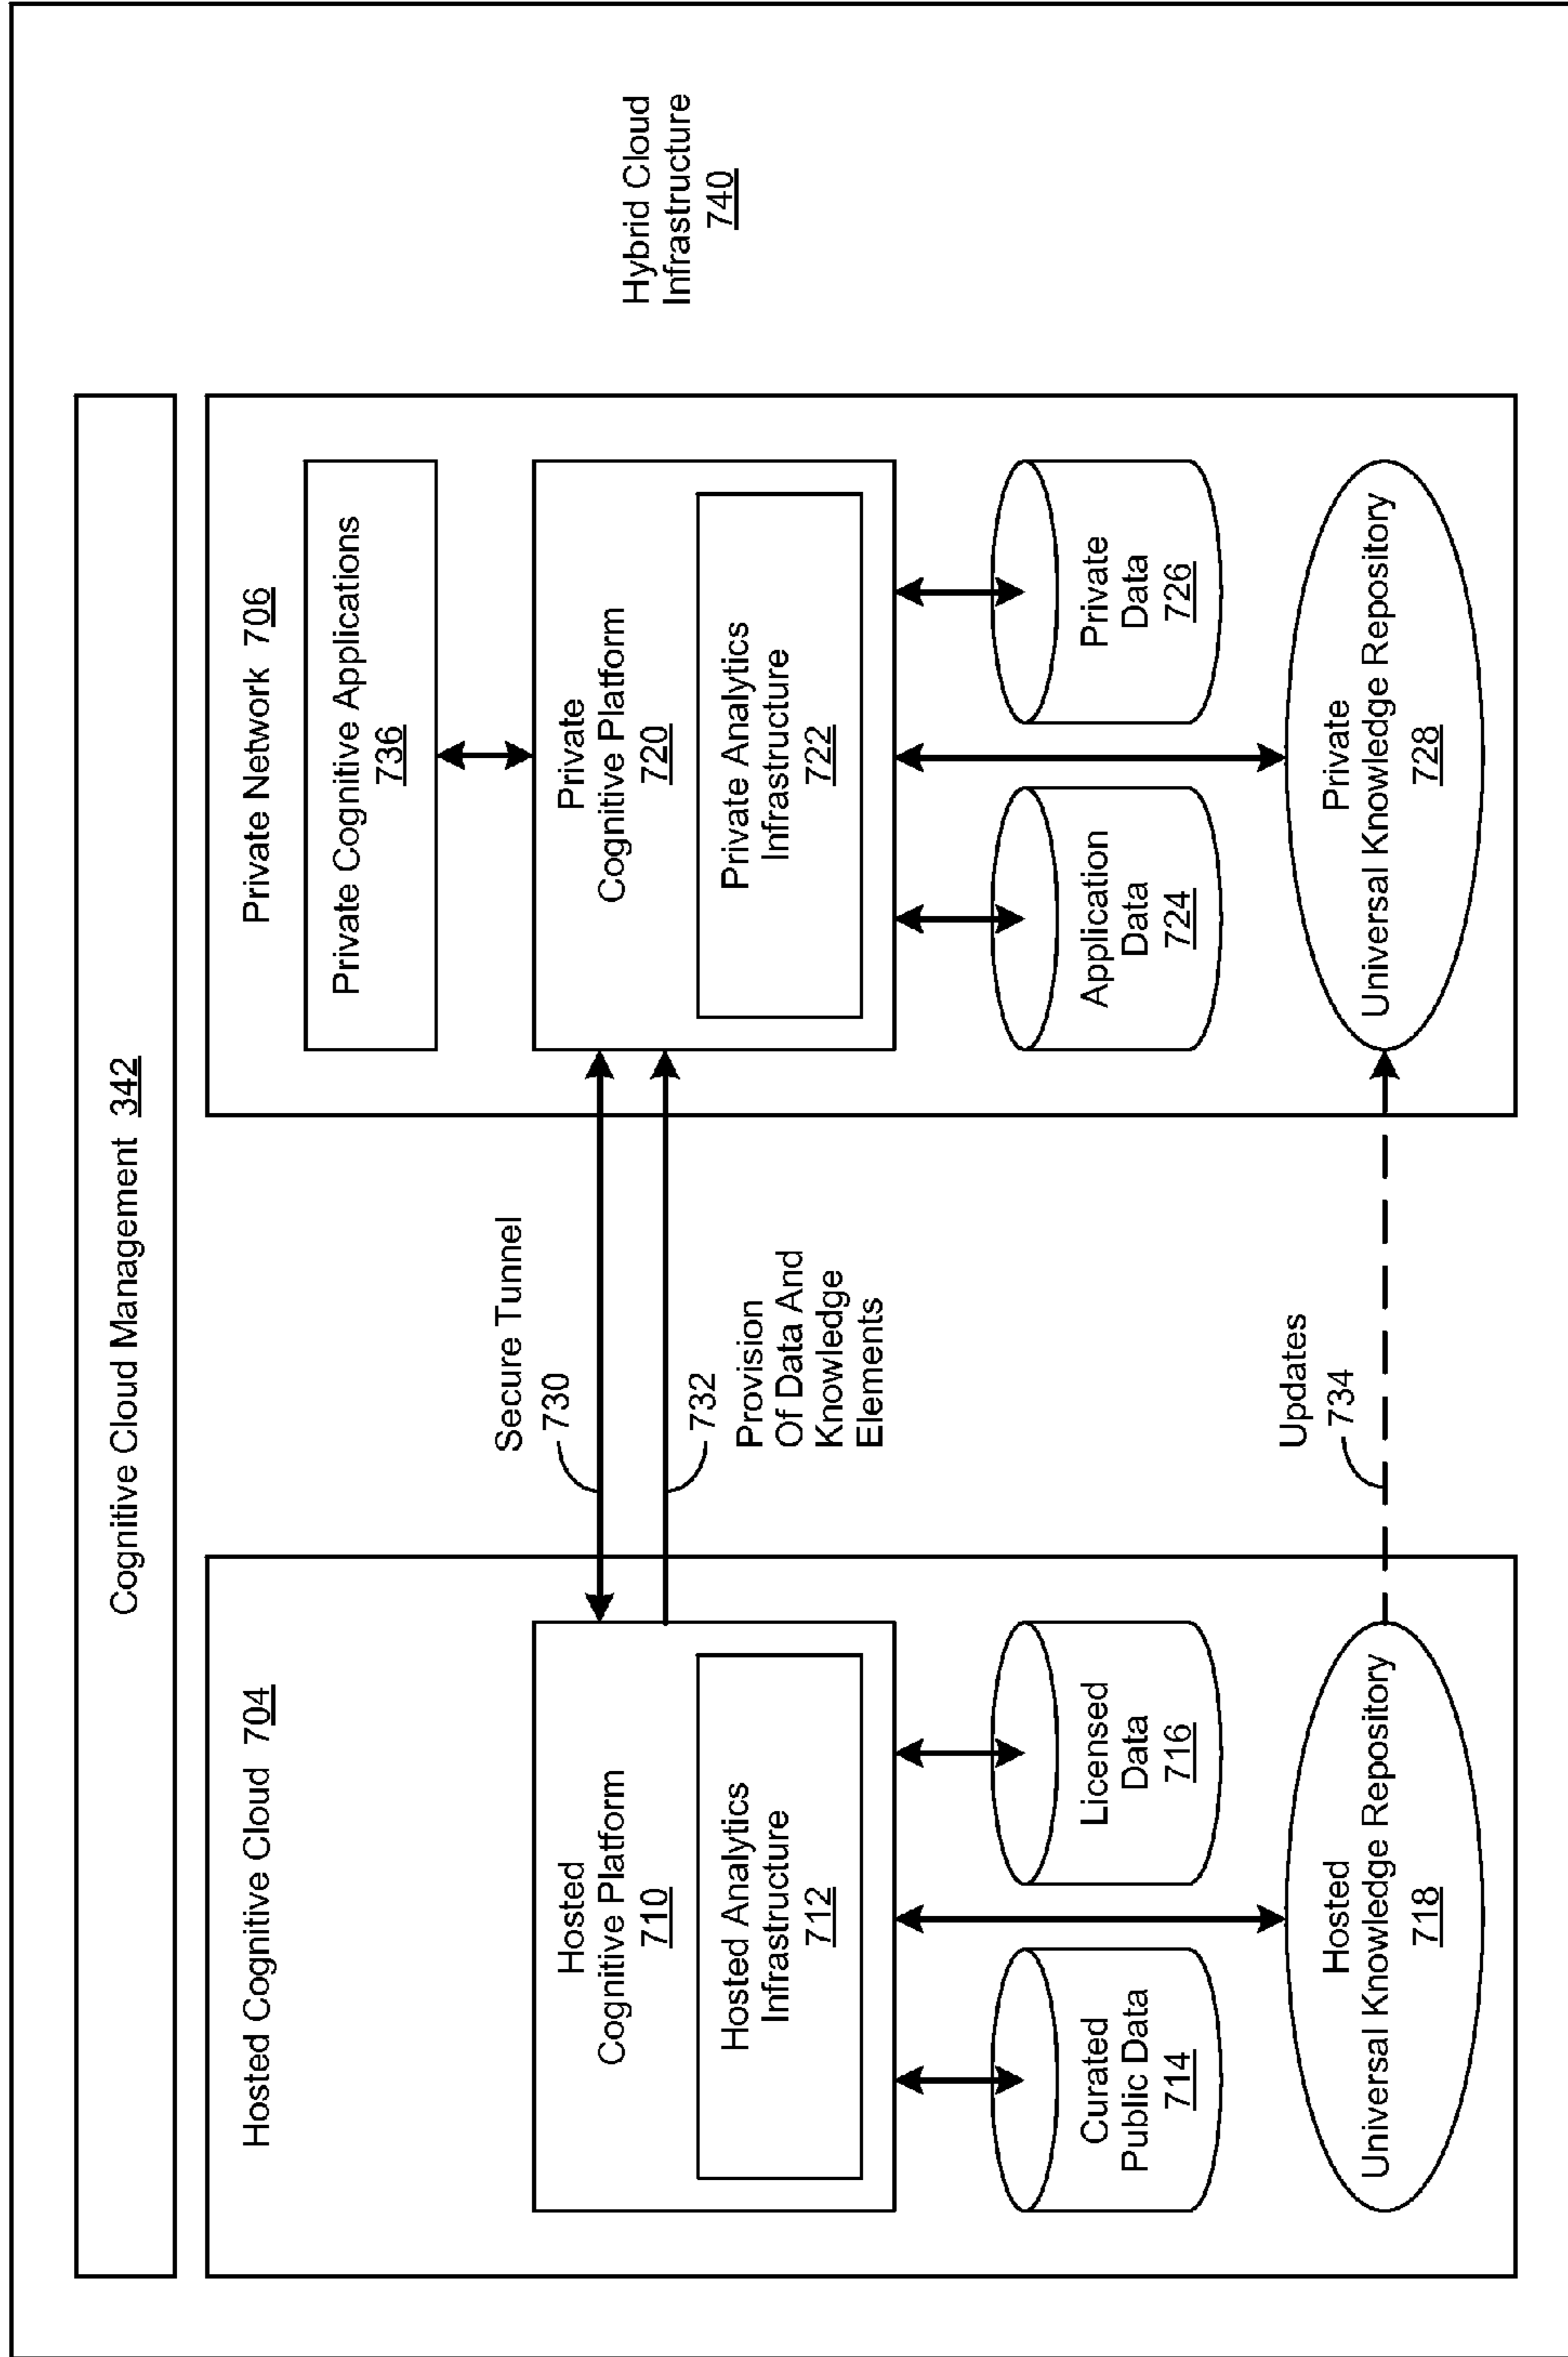 Cognitive Cloud Management 342
Hosted Cognitive Cloud 704
Hosted
Cognitive Platform
710
Hosted Analytics
Infrastructure
712
Curated
Public Data
714
Licensed
Data
716
Hosted
Universal Knowledge Repository
718
Secure Tunnel
730
732
Provision
Of Data And
Knowledge
Elements
Updates
734
Private Network 706
Private Cognitive Applications
736
Private
Cognitive Platform
720
Private Analytics
Infrastructure
722
Application
Data
724
Private
Data
726
Private
Universal Knowledge Repository
728
Hybrid Cloud
Infrastructure
740